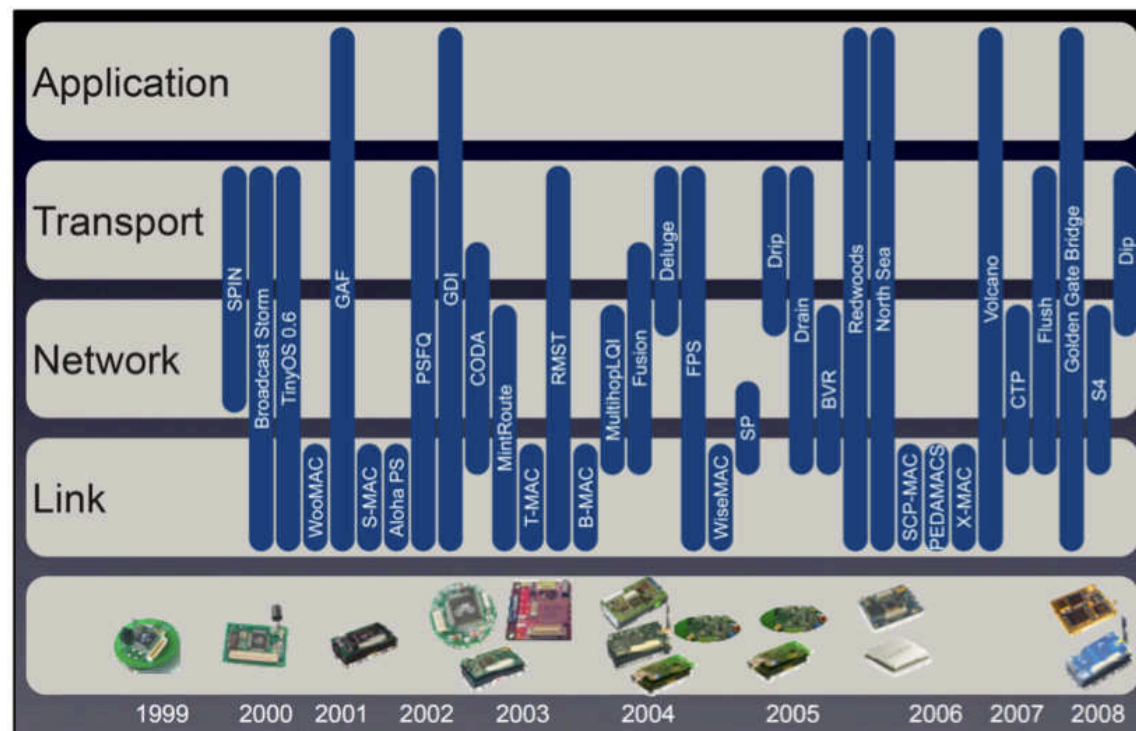 Application
Transport
Network
Link
SPIN
Broadcast Storm
TinyOS 0.6
WooMAC
GAF
S-MAC
Aloha PS
PSFQ
GDI
CODA
MintRoute
T-MAC
RMST
B-MAC
MultihopLQI
Fusion
Deluge
FPS
WiseMAC
SP
Drip
Drain
BVR
Redwoods
North Sea
SCP-MAC
PEDAMACS
X-MAC
Volcano
CTP
Flush
Golden Gate Bridge
S4
Dip
1999 2000 2001 2002 2003 2004 2005 2006 2007 2008